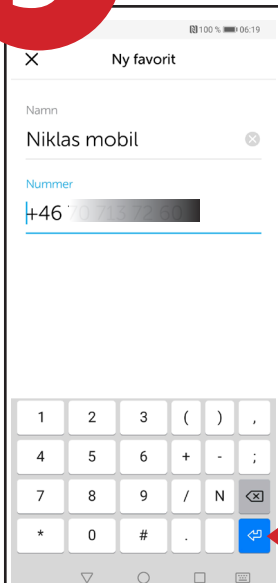 100 % 06:19
Ny favorit
Namn
Niklas mobil
Nummer
+46
1 2 3 ( ) ,
4 5 6 + - ;
7 8 9 / N
* 0 # .